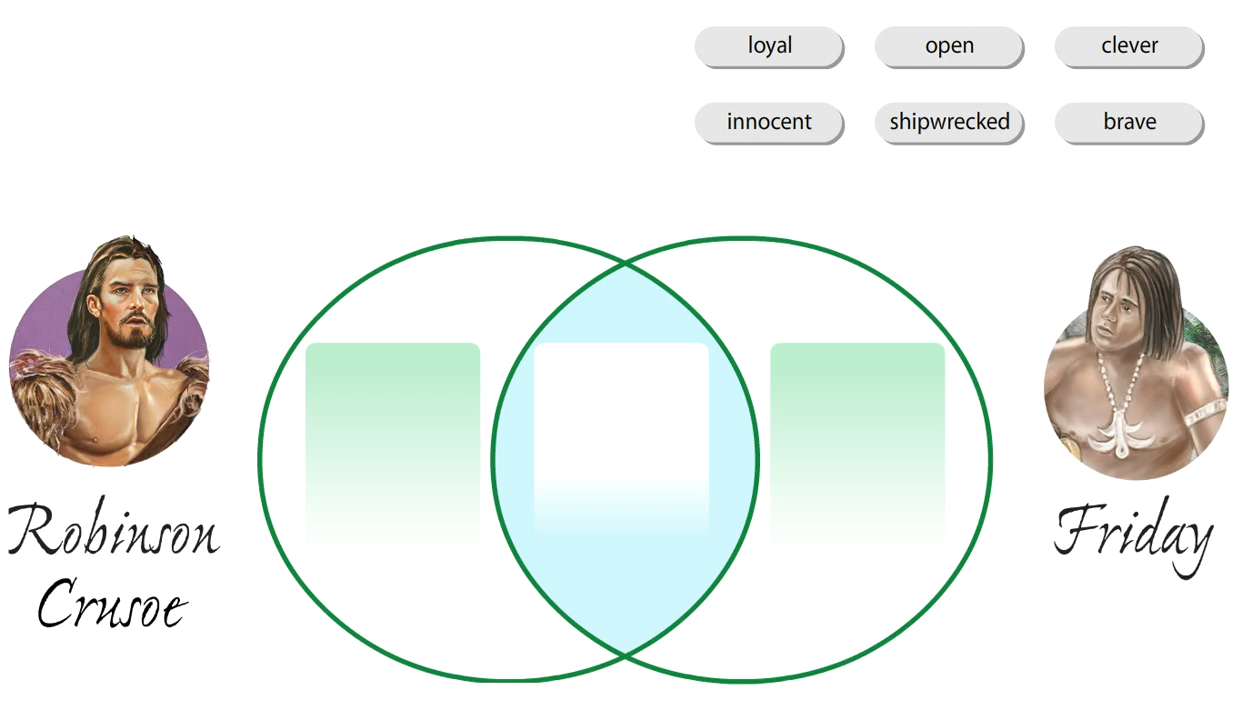 loyal open clever
innocent shipwrecked brave
Robinson
Crusoe
Friday